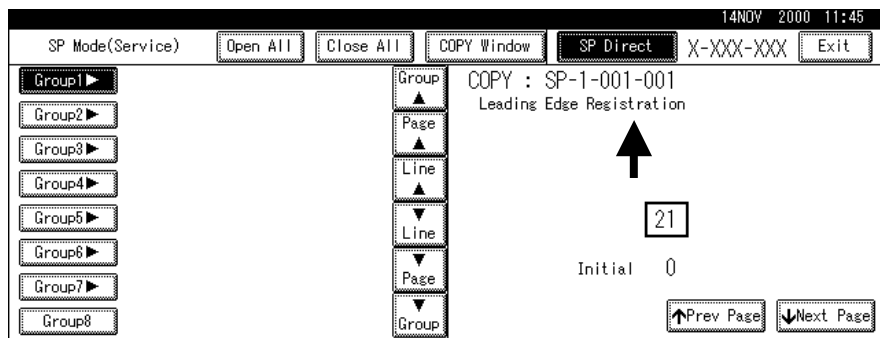 14NOV 2000 11:45
SP Mode(Service) Open All Close All COPY Window SP Direct X-XXX-XXX Exit
Group1▶
Group2▶
Group3▶
Group4▶
Group5▶
Group6▶
Group7▶
Group8
Group
▲
Page
▲
Line
▲
▼
Line
▼
Page
▼
Group
COPY : SP-1-001-001
Leading Edge Registration
21
Initial 0
↑Prev Page ↓Next Page